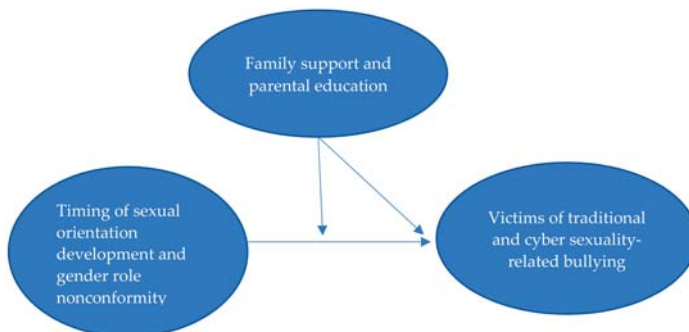 Family support and
parental education
Timing of sexual
orientation
development and
gender role
nonconformity
Victims of traditional
and cyber sexuality-
related bullying